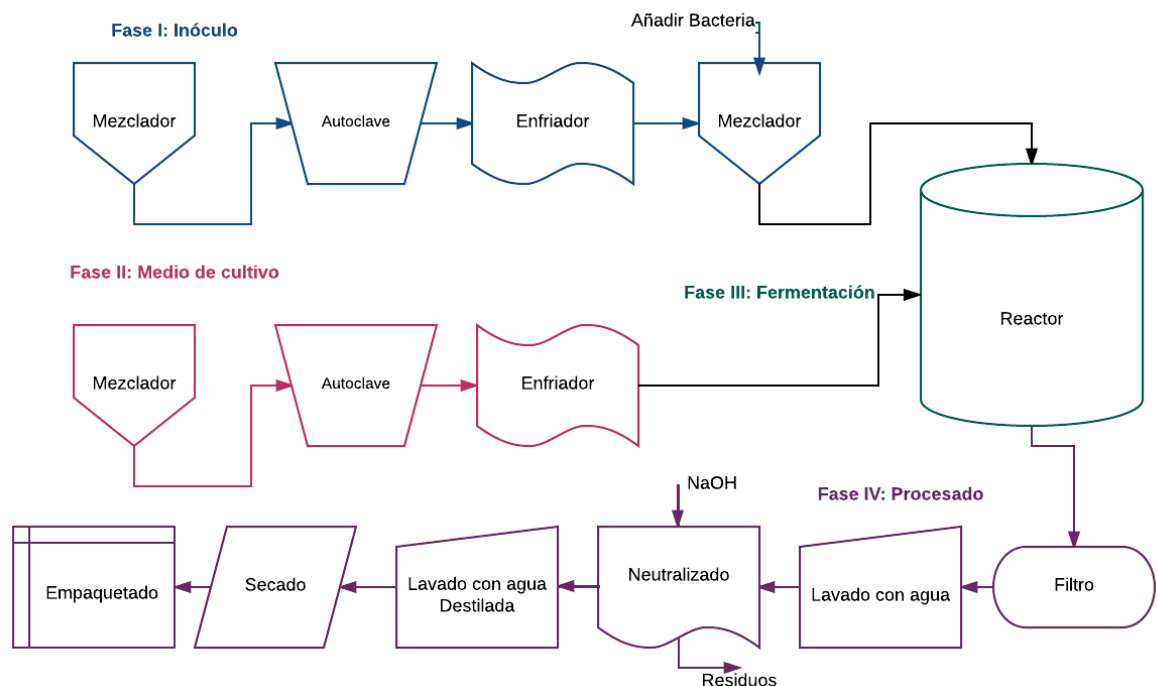 Añadir Bacteria
Fase I: Inóculo
Mezclador
Autoclave
Enfriador
Mezclador
Fase II: Medio de cultivo
Fase III: Fermentación
Reactor
Mezclador
Autoclave
Enfriador
NaOH
Fase IV: Procesado
Empaquetado
Secado
Lavado con agua
Destilada
Neutralizado
Lavado con agua
Filtro
Residuos